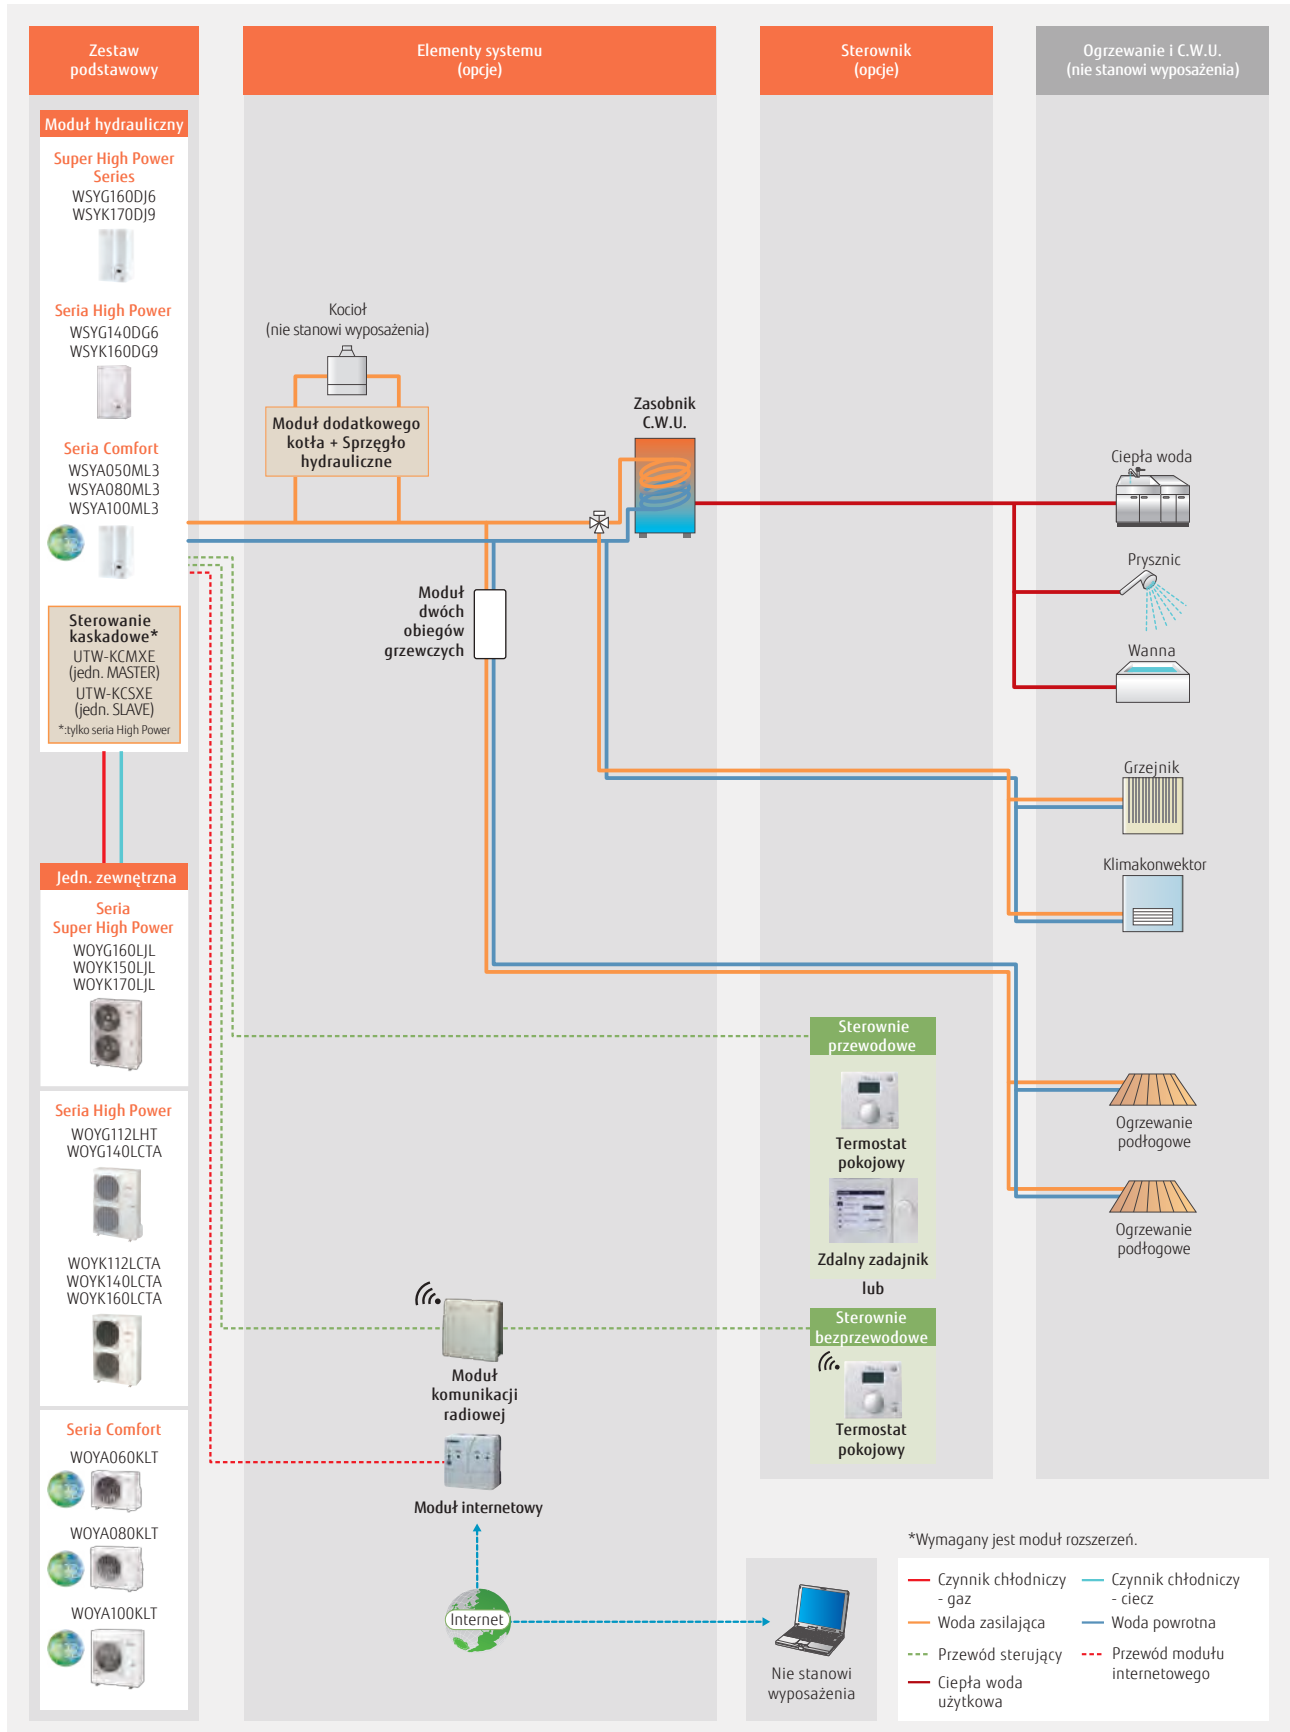 Zestaw
podstawowy
Elementy systemu
(opcje)
Sterownik
(opcje)
Ogrzewanie i C.W.U.
(nie stanowi wyposażenia)
Moduł hydrauliczny
Super High Power
Series
WSYG160DJ6
WSYK170DJ9
Seria High Power
WSYG140DG6
WSYK160DG9
Seria Comfort
WSYA050ML3
WSYA080ML3
WSYA100ML3
Sterowanie
kaskadowe*
UTW-KCMXE
(jedn. MASTER)
UTW-KCSXE
(jedn. SLAVE)
*:tylko seria High Power
Jedn. zewnętrzna
Seria
Super High Power
WOYG160LJL
WOYK150LJL
WOYK170LJL
Seria High Power
WOYG112LHT
WOYG140LCTA
WOYK112LCTA
WOYK140LCTA
WOYK160LCTA
Seria Comfort
WOYA060KLT
WOYA080KLT
WOYA100KLT
Kocioł
(nie stanowi wyposażenia)
Moduł dodatkowego
kotła + Sprzęgło
hydrauliczne
Zasobnik
C.W.U.
Moduł
dwóch
obiegów
grzewczych
Moduł
komunikacji
radiowej
Moduł internetowy
Internet
Sterownie
przewodowe
Termostat
pokojowy
Zdalny zadajnik
lub
Sterownie
bezprzewodowe
Termostat
pokojowy
Nie stanowi
wyposażenia
Ciepła woda
Prysznic
Wanna
Grzejnik
Klimakonwektor
Ogrzewanie
podłogowe
Ogrzewanie
podłogowe
*Wymagany jest moduł rozszerzeń.
Czynnik chłodniczy
- gaz
Czynnik chłodniczy
- ciecz
Woda zasilająca
Woda powrotna
Przewód sterujący
Przewód modułu
internetowego
Ciepła woda
użytkowa